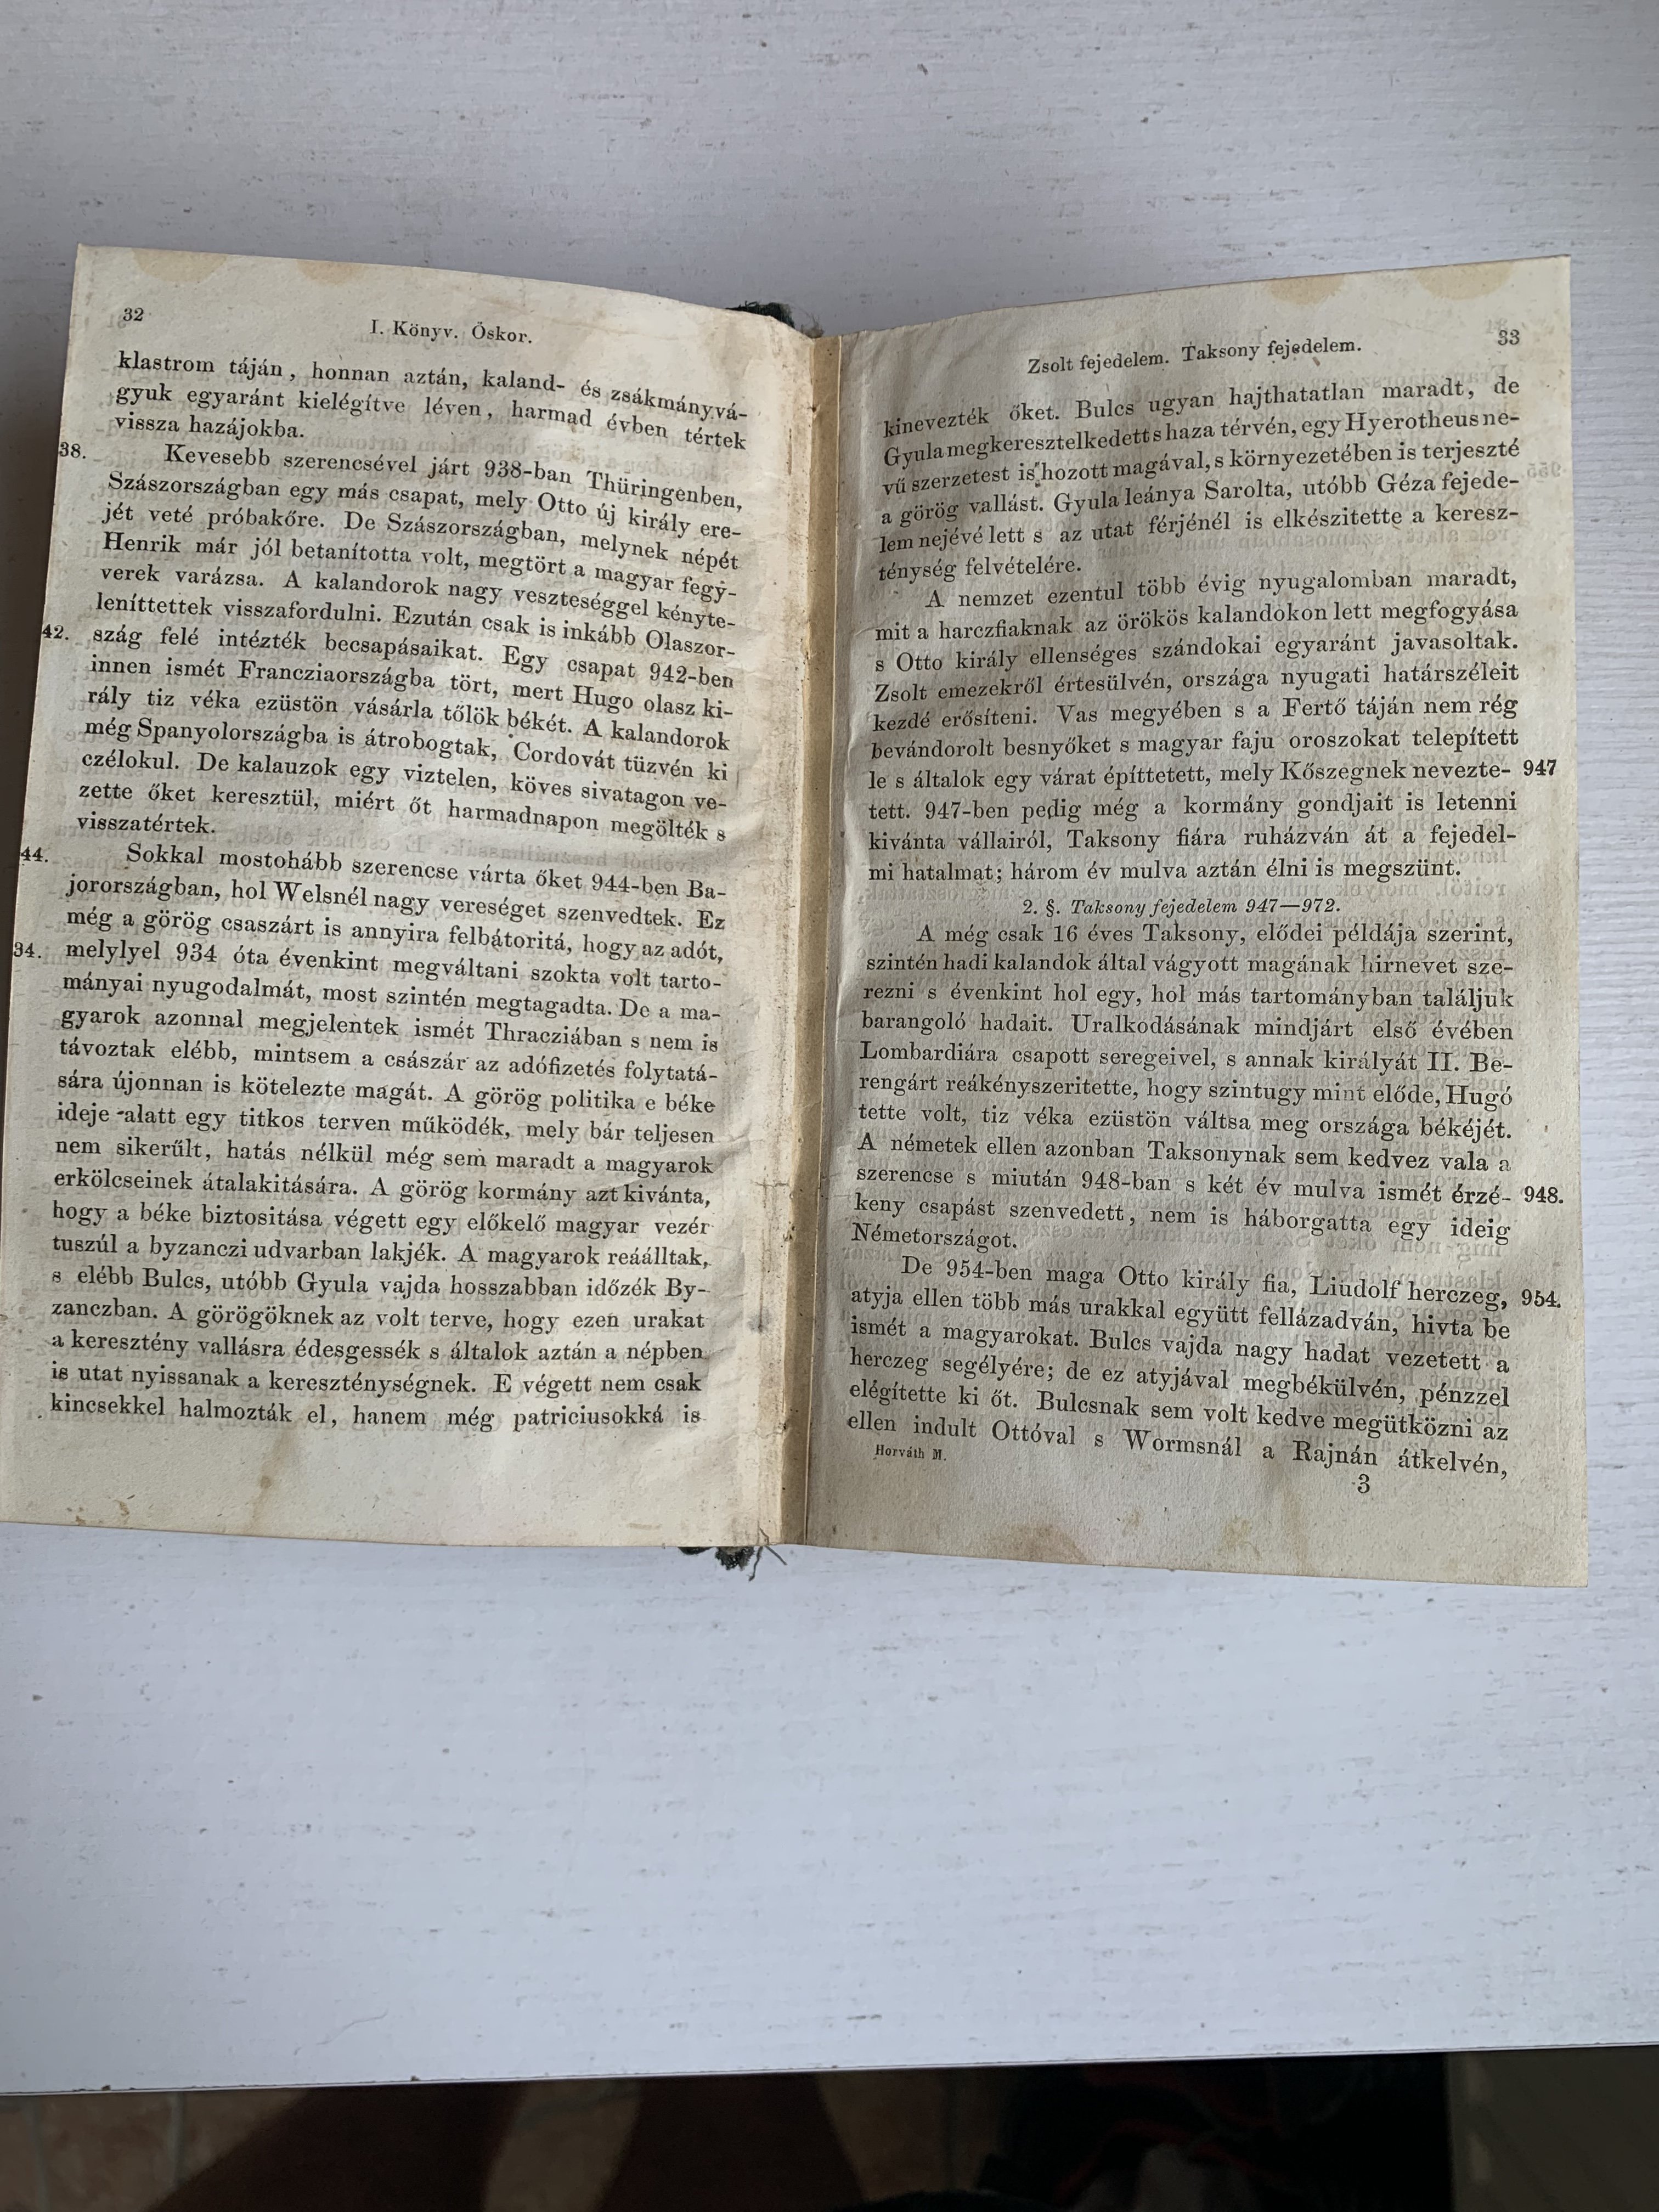 32
I. Könyv. Őskor.
klastrom táján, honnan aztán, kaland- és zsákmányvá-
gyuk egyaránt kielégítve léven, harmad évben tértek
vissza hazájokba.
38. Kevesebb szerencsével járt 938-ban Thüringenben,
Szászországban egy más csapat, mely Otto új király ere-
jét veté próbakőre. De Szászországban, melynek népét
Henrik már jól betanította volt, megtört a magyar fegy-
verek varázsa. A kalandorok nagy veszteséggel kényte-
leníttettek visszafordulni. Ezután csak is inkább Olaszor-
42. szág felé intézték becsapásaikat. Egy csapat 942-ben
innen ismét Francziaországba tört, mert Hugo olasz ki-
rály tiz véka ezüstön vásárla tőlök békét. A kalandorok
még Spanyolországba is átrobogtak, Cordovát tüzvén ki
czélokul. De kalauzok egy viztelen, köves sivatagon ve-
zette őket keresztül, miért őt harmadnapon megölték s
visszatértek.
44. Sokkal mostohább szerencse várta őket 944-ben Ba-
jorországban, hol Welsnél nagy vereséget szenvedtek. Ez
még a görög csaszárt is annyira felbátoritá, hogy az adót,
34. melylyel 934 óta évenkint megváltani szokta volt tarto-
mányai nyugodalmát, most szintén megtagadta. De a ma-
gyarok azonnal megjelentek ismét Thracziában s nem is
távoztak elébb, mintsem a császár az adófizetés folytatá-
sára újonnan is kötelezte magát. A görög politika e béke
ideje alatt egy titkos terven működék, mely bár teljesen
nem sikerűlt, hatás nélkül még sem maradt a magyarok
erkölcseinek átalakitására. A görög kormány azt kivánta,
hogy a béke biztositása végett egy előkelő magyar vezér
tuszúl a byzanczi udvarban lakjék. A magyarok reáálltak,
s elébb Bulcs, utóbb Gyula vajda hosszabban időzék By-
zanczban. A görögöknek az volt terve, hogy ezen urakat
a keresztény vallásra édesgessék s általok aztán a népben
is utat nyissanak a kereszténységnek. E végett nem csak
kincsekkel halmozták el, hanem még patriciusokká is
Zsolt fejedelem. Taksony fejedelem.
33
kinevezték őket. Bulcs ugyan hajthatatlan maradt, de
Gyula megkeresztelkedett s haza térvén, egy Hyerotheus ne-
vű szerzetest is hozott magával, s környezetében is terjeszté
a görög vallást. Gyula leánya Sarolta, utóbb Géza fejede-
lem nejévé lett s az utat férjénél is elkészitette a keresz-
ténység felvételére.
A nemzet ezentul több évig nyugalomban maradt,
mit a harczfiaknak az örökös kalandokon lett megfogyása
s Otto király ellenséges szándokai egyaránt javasoltak.
Zsolt emezekről értesülvén, országa nyugati határszéleit
kezdé erősíteni. Vas megyében s a Fertő táján nem rég
bevándorolt besnyőket s magyar faju oroszokat telepített
le s általok egy várat építtetett, mely Kőszegnek nevezte- 947
tett. 947-ben pedig még a kormány gondjait is letenni
kivánta vállairól, Taksony fiára ruházván át a fejedel-
mi hatalmat; három év mulva aztán élni is megszünt.
2. §. Taksony fejedelem 947—972.
A még csak 16 éves Taksony, elődei példája szerint,
szintén hadi kalandok által vágyott magának hirnevet sze-
rezni s évenkint hol egy, hol más tartományban találjuk
barangoló hadait. Uralkodásának mindjárt első évében
Lombardiára csapott seregeivel, s annak királyát II. Be-
rengárt reákényszeritette, hogy szintugy mint előde, Hugó
tette volt, tiz véka ezüstön váltsa meg országa békéjét.
A németek ellen azonban Taksonynak sem kedvez vala a
szerencse s miután 948-ban s két év mulva ismét érzé- 948.
keny csapást szenvedett, nem is háborgatta egy ideig
Németországot.
De 954-ben maga Otto király fia, Liudolf herczeg, 954.
atyja ellen több más urakkal együtt fellázadván, hivta be
ismét a magyarokat. Bulcs vajda nagy hadat vezetett a
herczeg segélyére; de ez atyjával megbékülvén, pénzzel
elégítette ki őt. Bulcsnak sem volt kedve megütközni az
ellen indult Ottóval s Wormsnál a Rajnán átkelvén,
Horváth M.
3